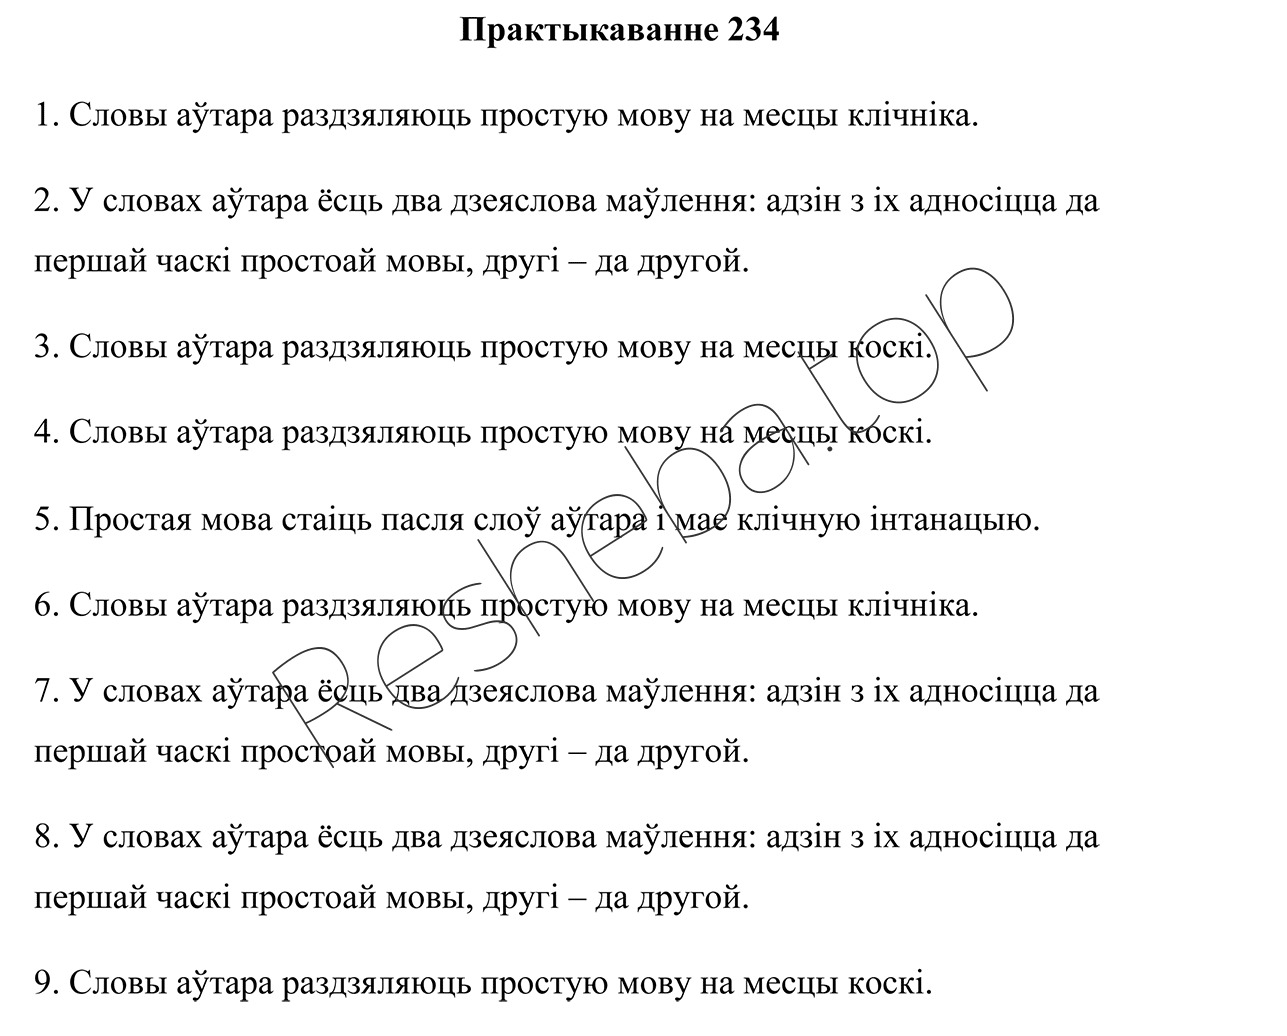 Практыкаванне 234
1. Словы аўтара раздзяляюць простую мову на месцы клічніка.
2. У словах аўтара ёсць два дзеяслова маўлення: адзін з іх адносіцца да
першай часкі простоай мовы, другі – да другой.
3. Словы аўтара раздзяляюць простую мову на месцы коскі.
4. Словы аўтара раздзяляюць простую мову на месцы коскі.
5. Простая мова стаіць пасля слоў аўтара і мае клічную інтанацыю.
6. Словы аўтара раздзяляюць простую мову на месцы клічніка.
7. У словах аўтара ёсць два дзеяслова маўлення: адзін з іх адносіцца да
першай часкі простоай мовы, другі – да другой.
8. У словах аўтара ёсць два дзеяслова маўлення: адзін з іх адносіцца да
першай часкі простоай мовы, другі – да другой.
9. Словы аўтара раздзяляюць простую мову на месцы коскі.
Resheba.top